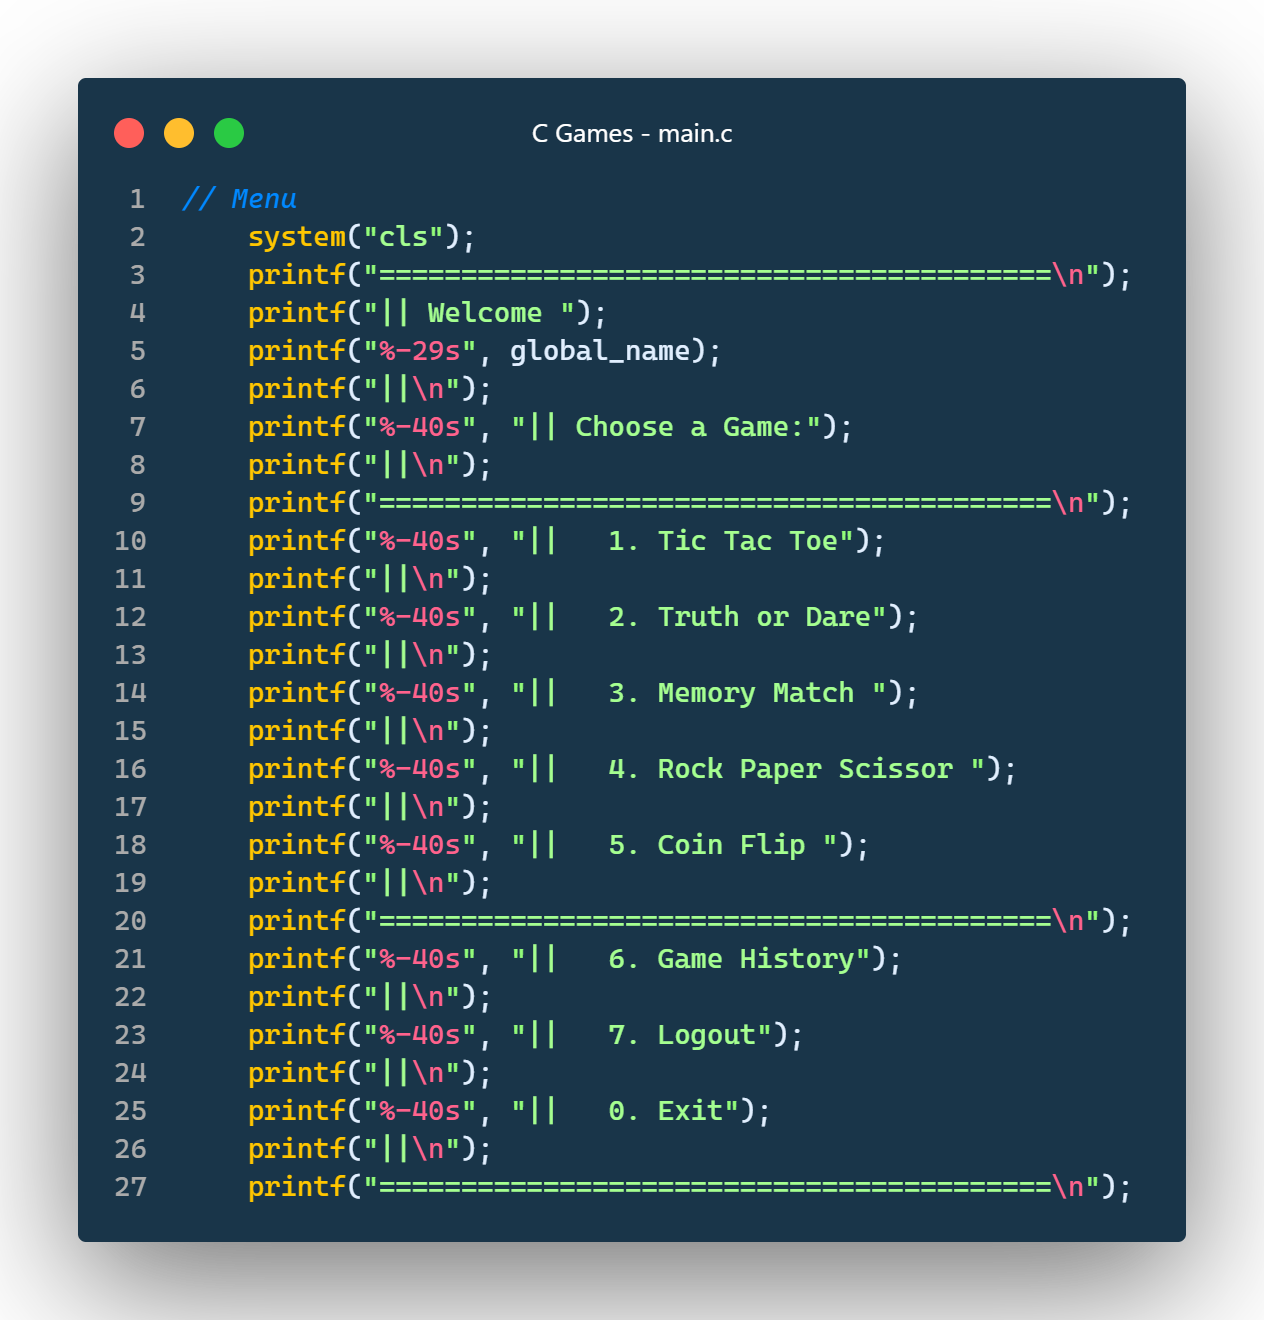 C Games - main.c
1 // Menu
2     system("cls");
3     printf("=========================================\n");
4     printf("|| Welcome ");
5     printf("%-29s", global_name);
6     printf("||\n");
7     printf("%-40s", "|| Choose a Game:");
8     printf("||\n");
9     printf("=========================================\n");
10     printf("%-40s", "||   1. Tic Tac Toe");
11     printf("||\n");
12     printf("%-40s", "||   2. Truth or Dare");
13     printf("||\n");
14     printf("%-40s", "||   3. Memory Match ");
15     printf("||\n");
16     printf("%-40s", "||   4. Rock Paper Scissor ");
17     printf("||\n");
18     printf("%-40s", "||   5. Coin Flip ");
19     printf("||\n");
20     printf("=========================================\n");
21     printf("%-40s", "||   6. Game History");
22     printf("||\n");
23     printf("%-40s", "||   7. Logout");
24     printf("||\n");
25     printf("%-40s", "||   0. Exit");
26     printf("||\n");
27     printf("=========================================\n");